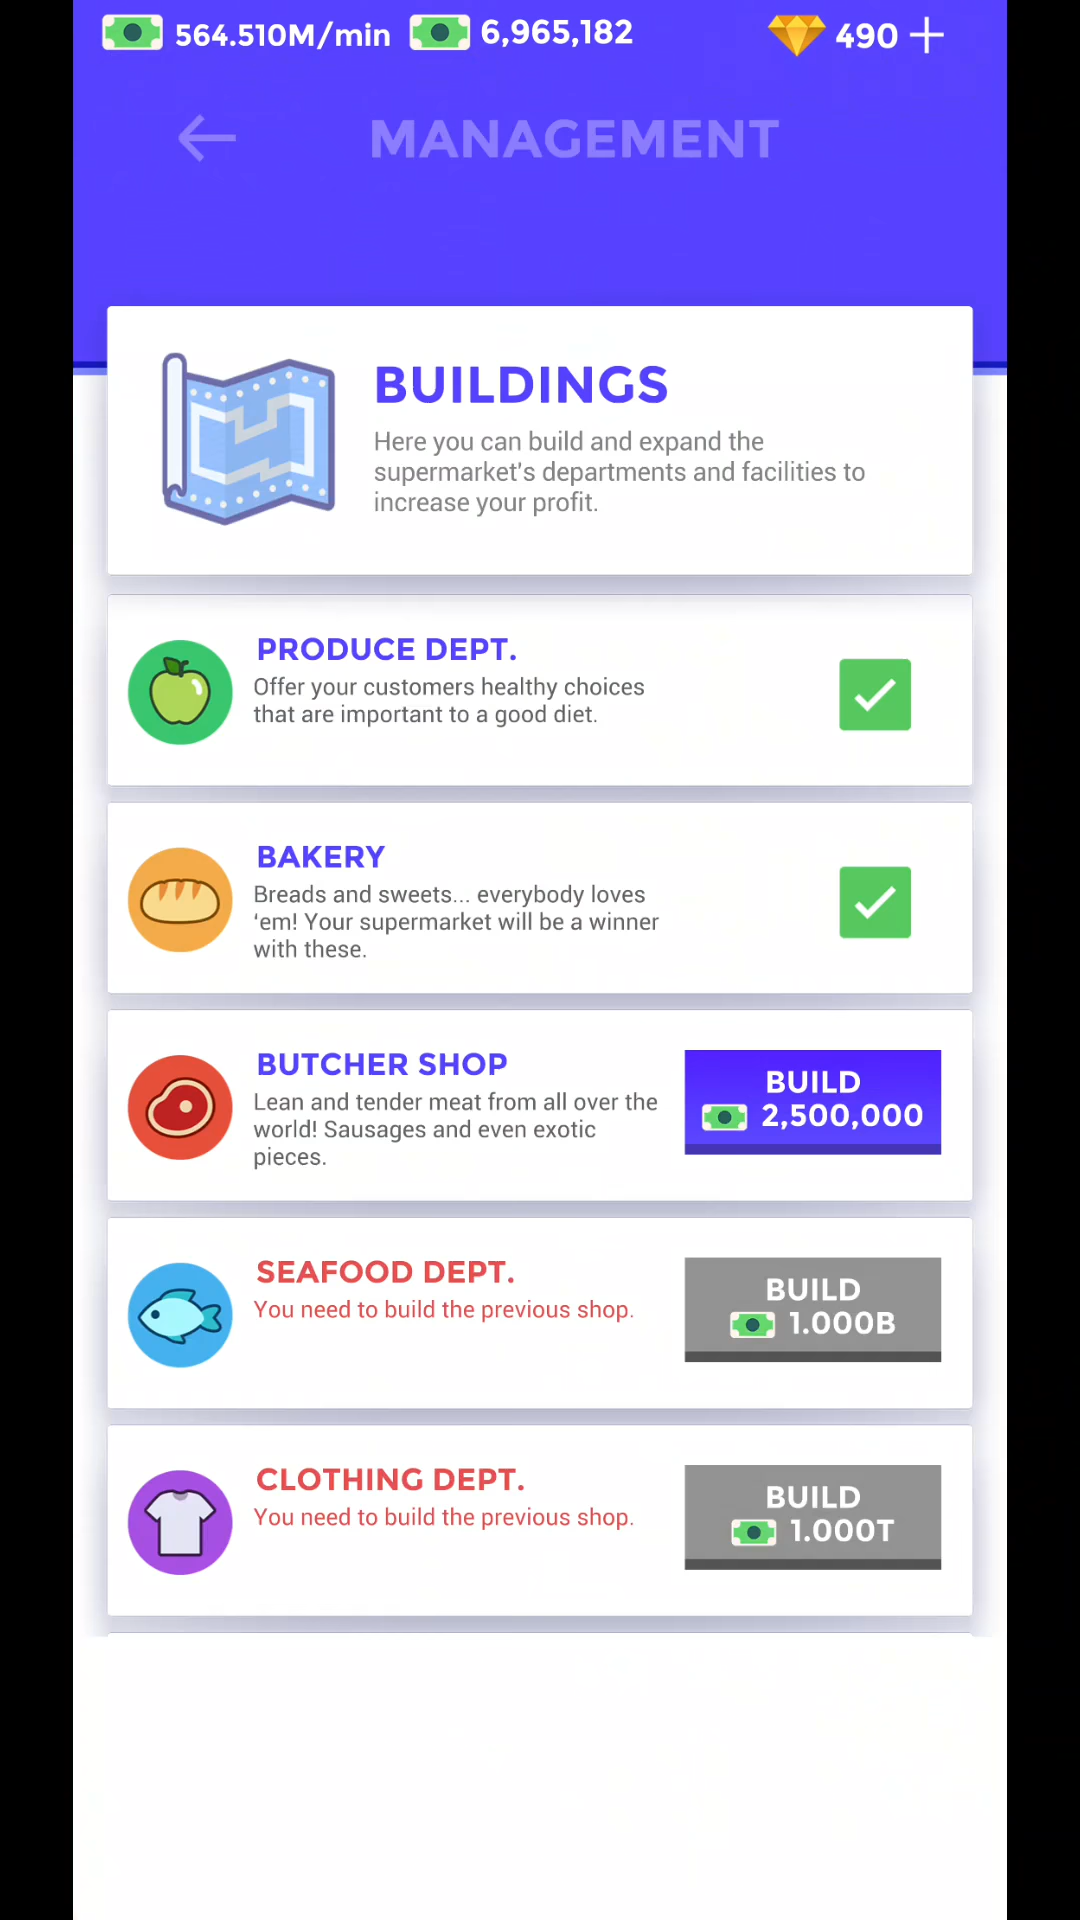 564.510M/min 6,965,182 490
MANAGEMENT
BUILDINGS
Here you can build and expand the
supermarket's departments and facilities to
increase your profit.
PRODUCE DEPT.
Offer your customers healthy choices
that are important to a good diet.
BAKERY
Breads and sweets... everybody loves
‘em! Your supermarket will be a winner
with these.
BUTCHER SHOP
Lean and tender meat from all over the
world! Sausages and even exotic
pieces.
BUILD
2,500,000
SEAFOOD DEPT.
You need to build the previous shop.
BUILD
1.000B
CLOTHING DEPT.
You need to build the previous shop.
BUILD
1.000T